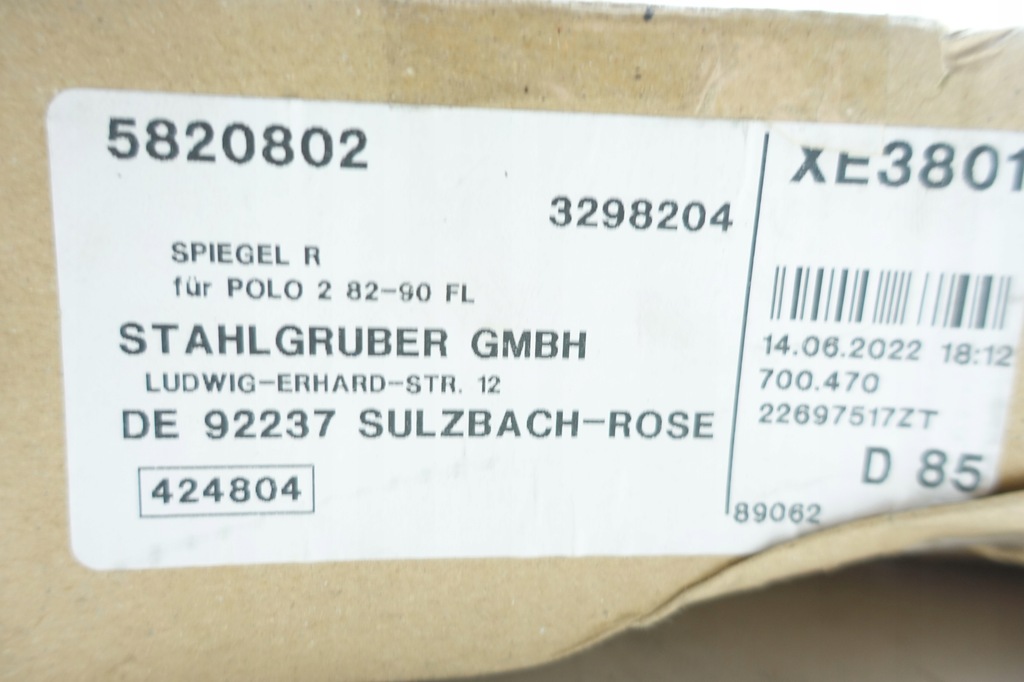 5820802
3298204
SPIEGEL R
für POLO 2 82-90 FL
STAHLGRUBER GMBH
LUDWIG-ERHARD-STR. 12
DE 92237 SULZBACH-ROSE
424804
XE3801
14.06.2022 18:12
700.470
22697517ZT
D 85
89062